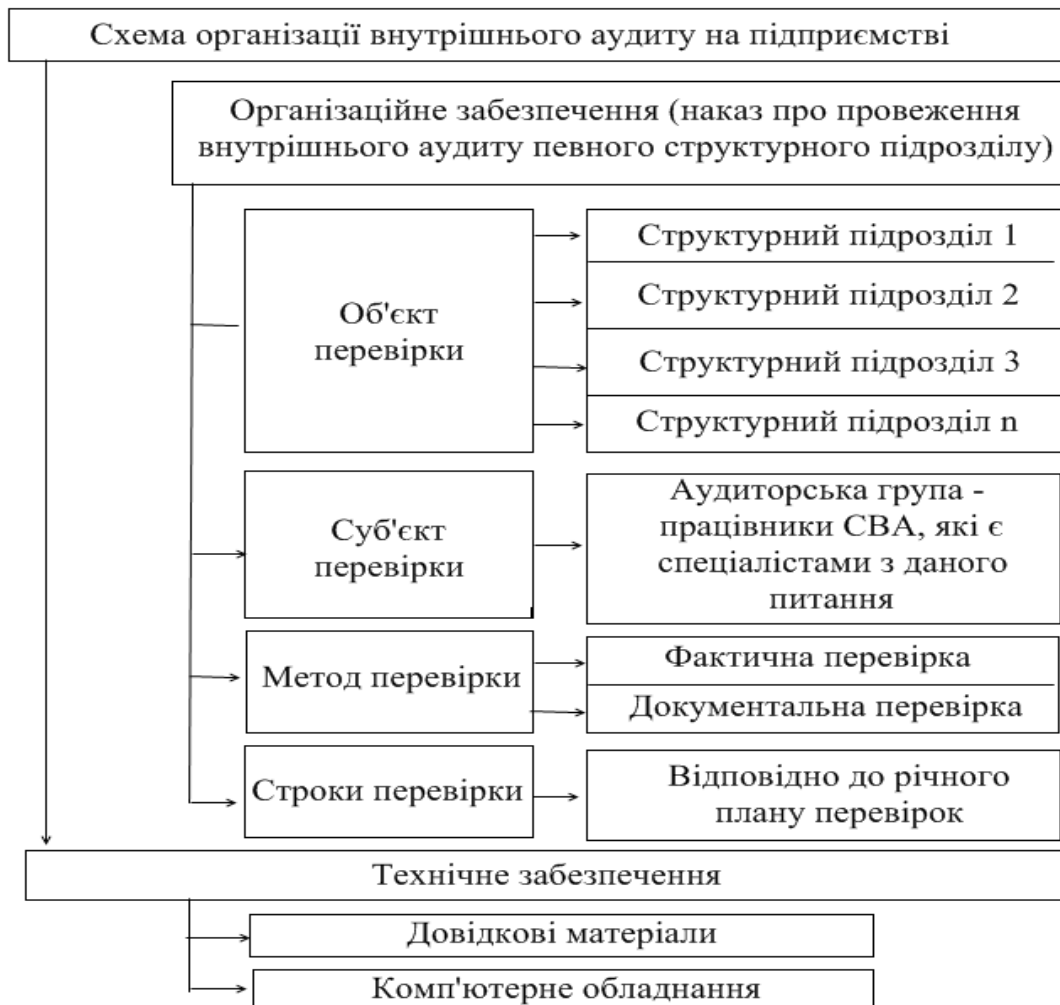 Схема організації внутрішнього аудиту на підприємстві
Організаційне забезпечення (наказ про провеження
внутрішнього аудиту певного структурного підрозділу)
Об'єкт
перевірки
Структурний підрозділ 1
Структурний підрозділ 2
Структурний підрозділ 3
Структурний підрозділ n
Суб'єкт
перевірки
Аудиторська група -
працівники СВА, які є
спеціалістами з даного
питання
Метод перевірки
Фактична перевірка
Документальна перевірка
Строки перевірки
Відповідно до річного
плану перевірок
Технічне забезпечення
Довідкові матеріали
Комп'ютерне обладнання